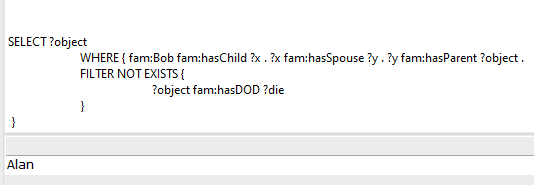 SELECT ?object
WHERE { fam:Bob fam:hasChild ?x . ?x fam:hasSpouse ?y . ?y fam:hasParent ?object .
FILTER NOT EXISTS {
?object fam:hasDOD ?die
}
}
Alan